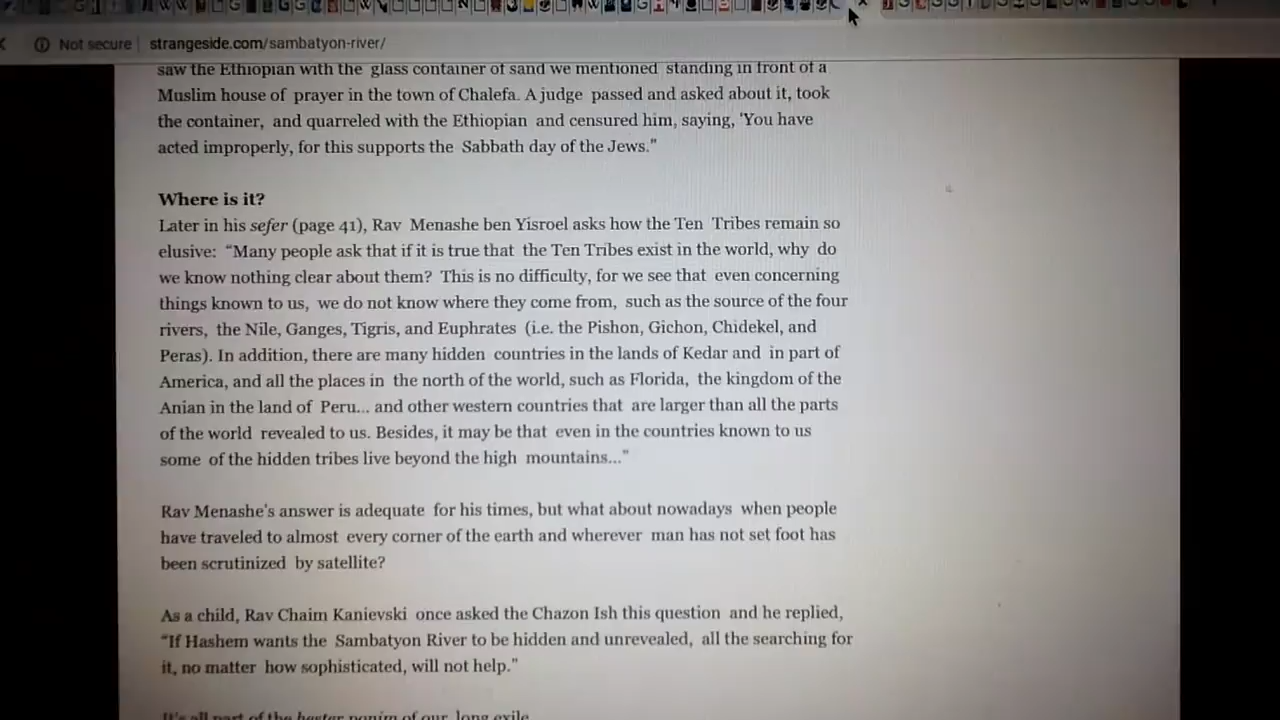 Not secure | strangeside.com/sambatyon-river/
saw the Ethiopian with the glass container of sand we mentioned standing in front of a
Muslim house of prayer in the town of Chalefa. A judge passed and asked about it, took
the container, and quarreled with the Ethiopian and censured him, saying, 'You have
acted improperly, for this supports the Sabbath day of the Jews."
Where is it?
Later in his sefer (page 41), Rav Menashe ben Yisroel asks how the Ten Tribes remain so
elusive: “Many people ask that if it is true that the Ten Tribes exist in the world, why do
we know nothing clear about them? This is no difficulty, for we see that even concerning
things known to us, we do not know where they come from, such as the source of the four
rivers, the Nile, Ganges, Tigris, and Euphrates (i.e. the Pishon, Gichon, Chidekel, and
Peras). In addition, there are many hidden countries in the lands of Kedar and in part of
America, and all the places in the north of the world, such as Florida, the kingdom of the
Anian in the land of Peru... and other western countries that are larger than all the parts
of the world revealed to us. Besides, it may be that even in the countries known to us
some of the hidden tribes live beyond the high mountains...”
Rav Menashe's answer is adequate for his times, but what about nowadays when people
have traveled to almost every corner of the earth and wherever man has not set foot has
been scrutinized by satellite?
As a child, Rav Chaim Kanievski once asked the Chazon Ish this question and he replied,
“If Hashem wants the Sambatyon River to be hidden and unrevealed, all the searching for
it, no matter how sophisticated, will not help.”
It's all part of the hester panim of our long exile